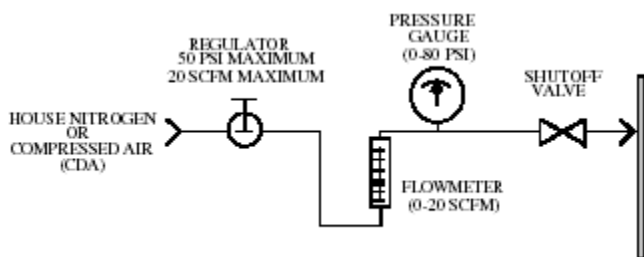 PRESSURE
GAUGE
(0-80 PSI)
REGULATOR
50 PSI MAXIMUM
20 SCFM MAXIMUM
SHUTOFF
VALVE
HOUSE NITROGEN
OR
COMPRESSED AIR
(CDA)
FLOWMETER
(0-20 SCFM)